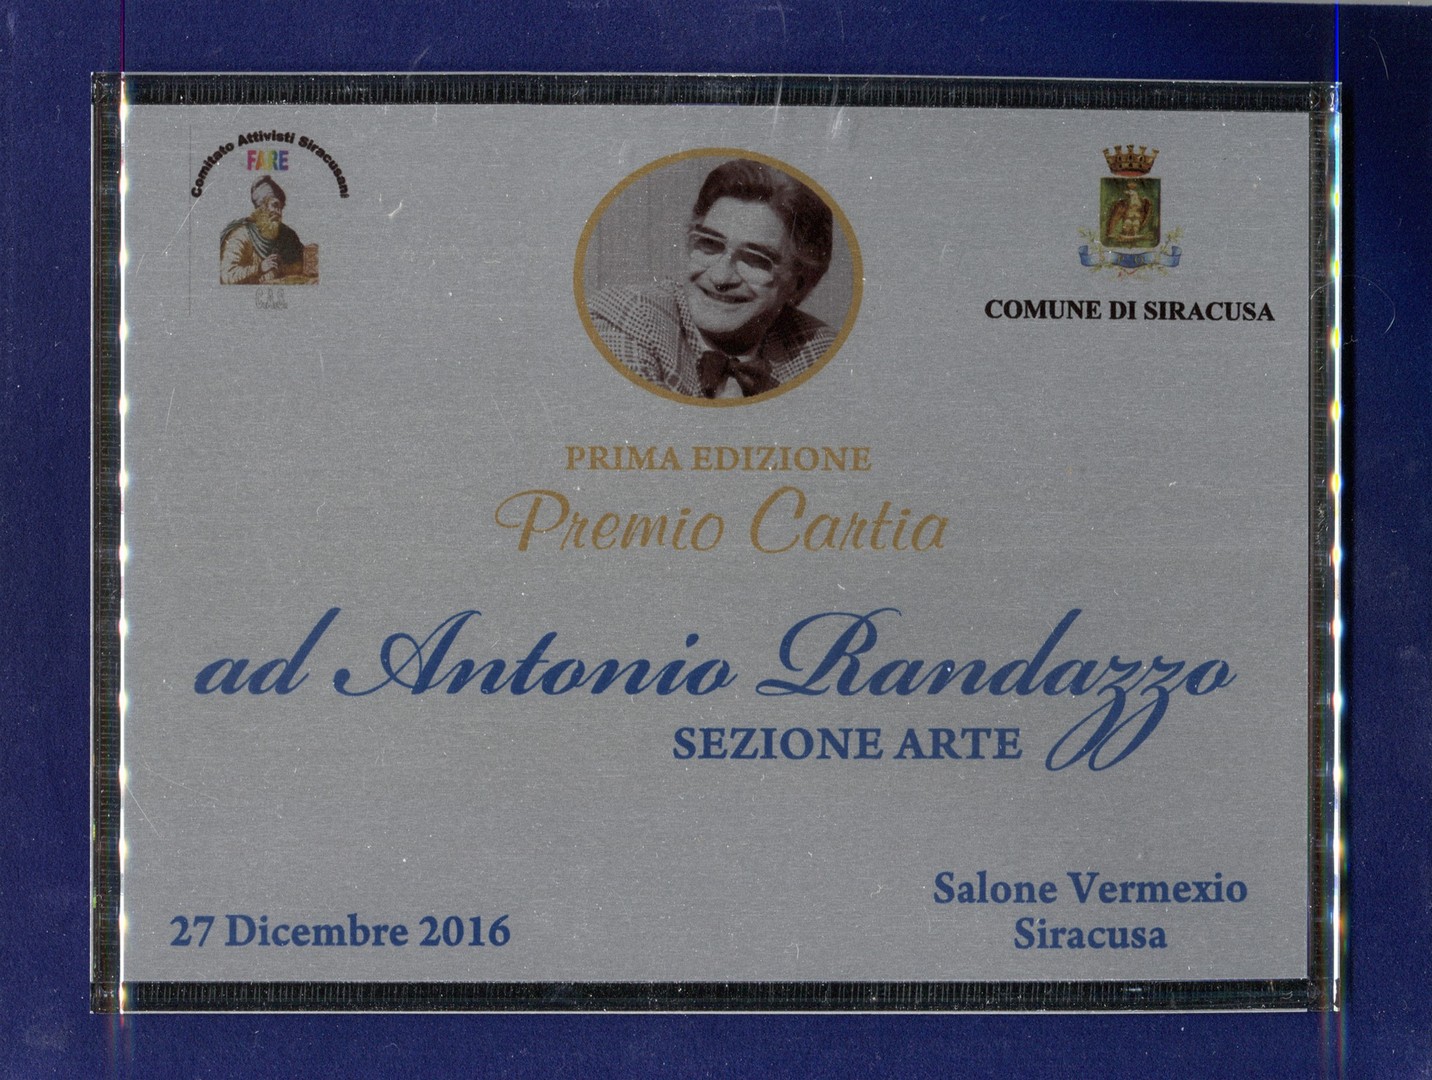 Comitato Attivisti Siracusani
FARE
C.A.S.
COMUNE DI SIRACUSA
PRIMA EDIZIONE
Premio Cartia
ad Antonio Randazzo
SEZIONE ARTE
27 Dicembre 2016
Salone Vermexio
Siracusa